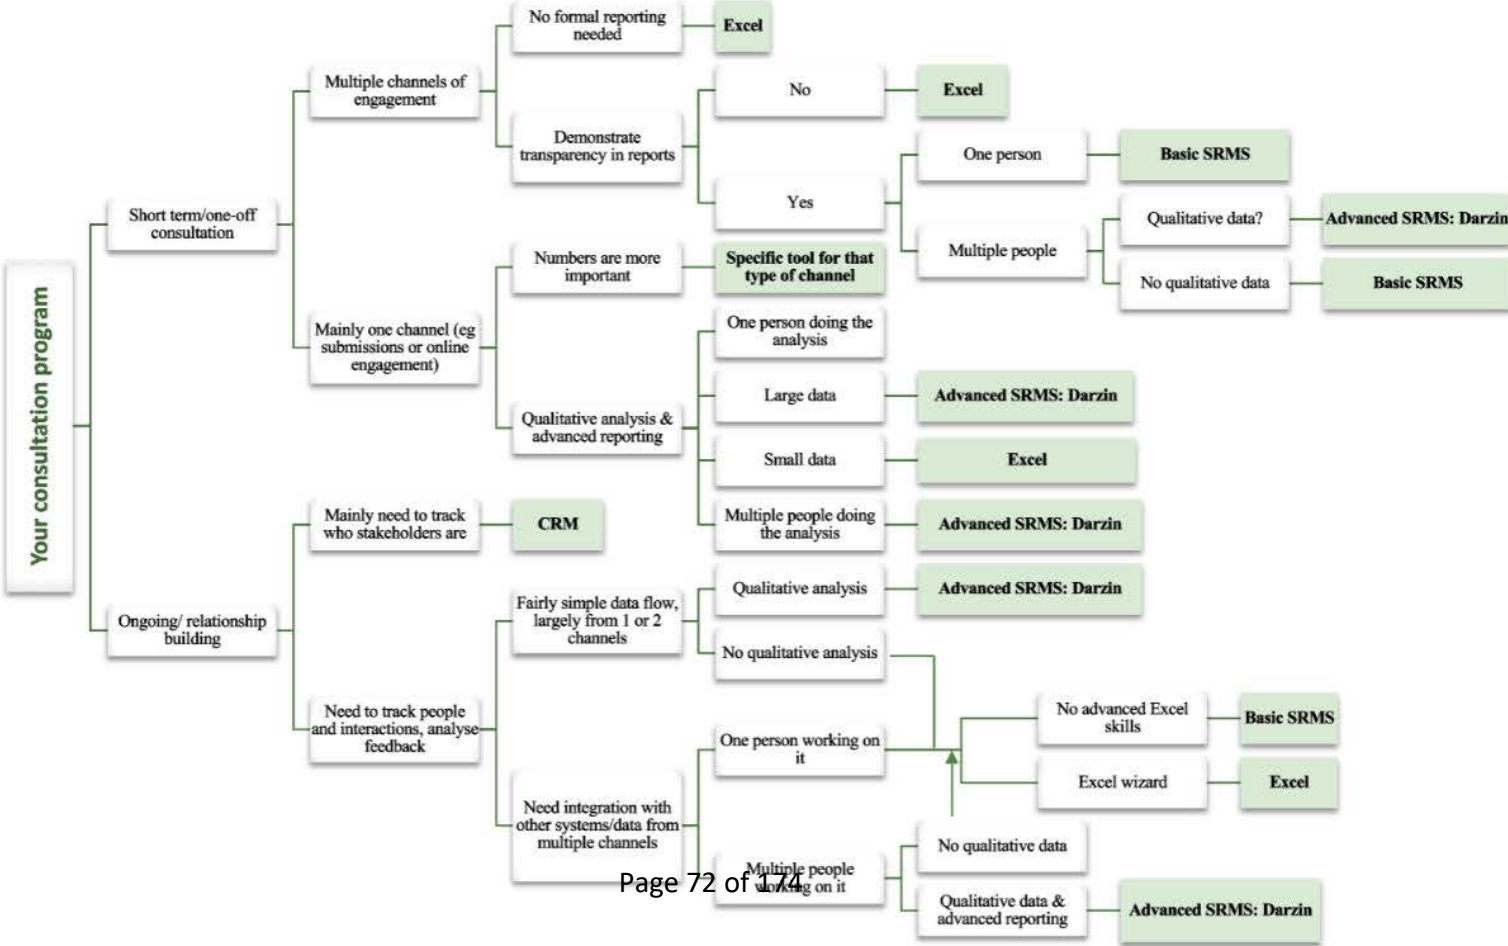 Your consultation program
Short term/one-off
consultation
Multiple channels of
engagement
No formal reporting
needed
Excel
Demonstrate
transparency in reports
No
Excel
Yes
One person
Basic SRMS
Multiple people
Qualitative data?
Advanced SRMS: Darzin
No qualitative data
Basic SRMS
Mainly one channel (eg
submissions or online
engagement)
Numbers are more
important
Specific tool for that
type of channel
Qualitative analysis &
advanced reporting
One person doing the
analysis
Large data
Advanced SRMS: Darzin
Small data
Excel
Multiple people doing
the analysis
Advanced SRMS: Darzin
Ongoing/ relationship
building
Mainly need to track
who stakeholders are
CRM
Need to track people
and interactions, analyse
feedback
Fairly simple data flow,
largely from 1 or 2
channels
Qualitative analysis
Advanced SRMS: Darzin
No qualitative analysis
Need integration with
other systems/data from
multiple channels
One person working on
it
No advanced Excel
skills
Basic SRMS
Excel wizard
Excel
Multiple people
working on it
No qualitative data
Qualitative data &
advanced reporting
Advanced SRMS: Darzin
Page 72 of 174